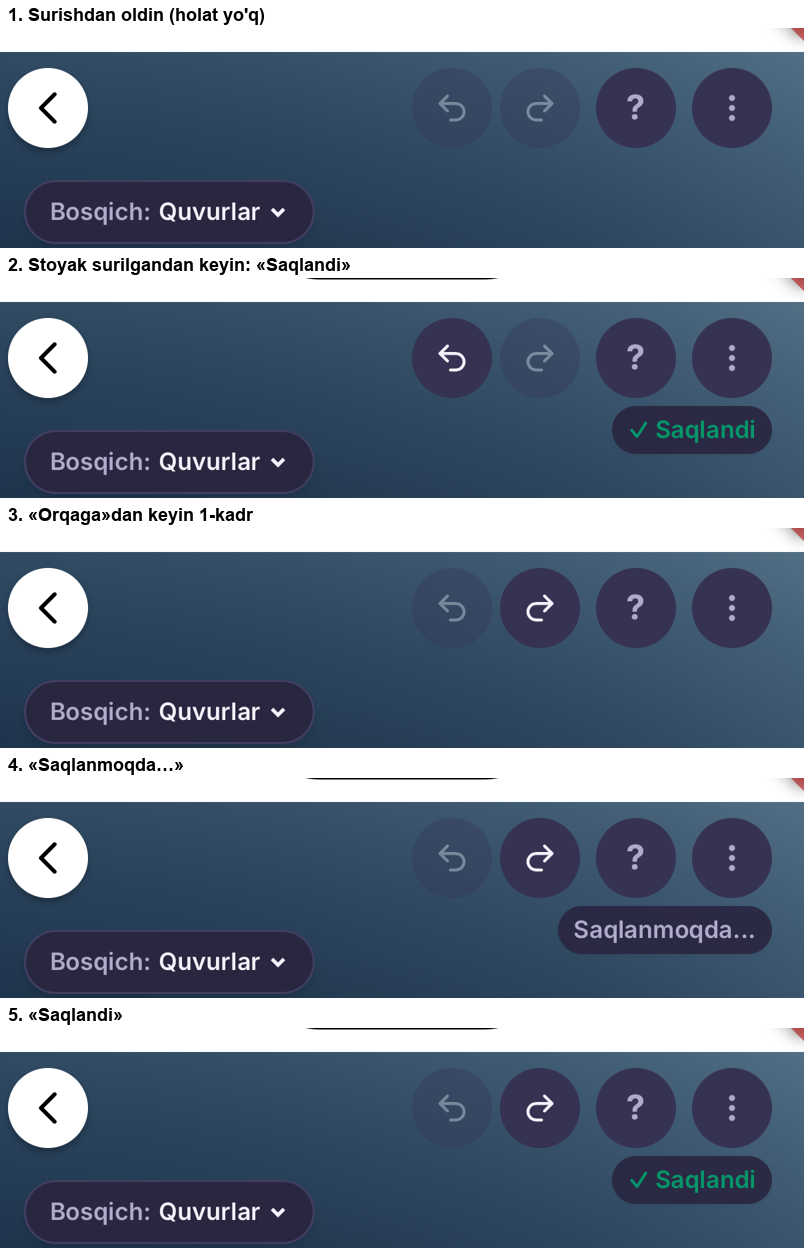 1. Surishdan oldin (holat yo'q)
?
Bosqich: Quvurlar
2. Stoyak surilgandan keyin: «Saqlandi»
?
✓ Saqlandi
Bosqich: Quvurlar
3. «Orqaga»dan keyin 1-kadr
?
Bosqich: Quvurlar
4. «Saqlanmoqda...»
?
Saqlanmoqda...
Bosqich: Quvurlar
5. «Saqlandi»
?
✓ Saqlandi
Bosqich: Quvurlar